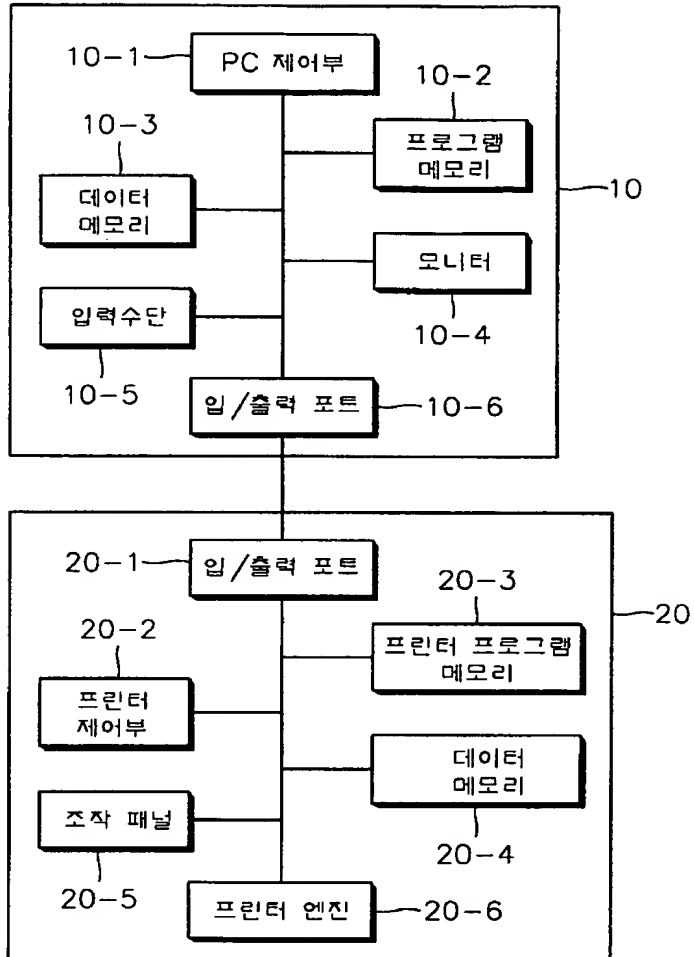 10-1
PC 제어부
10-2
10-3
프로그램
메모리
데이터
메모리
10
모니터
입력수단
10-4
10-5
입/출력 포트
10-6
20-1
입/출력 포트
20-3
20
20-2
프린터 프로그램
메모리
프린터
제어부
데이터
메모리
조작 패널
20-4
20-5
프린터 엔진
20-6